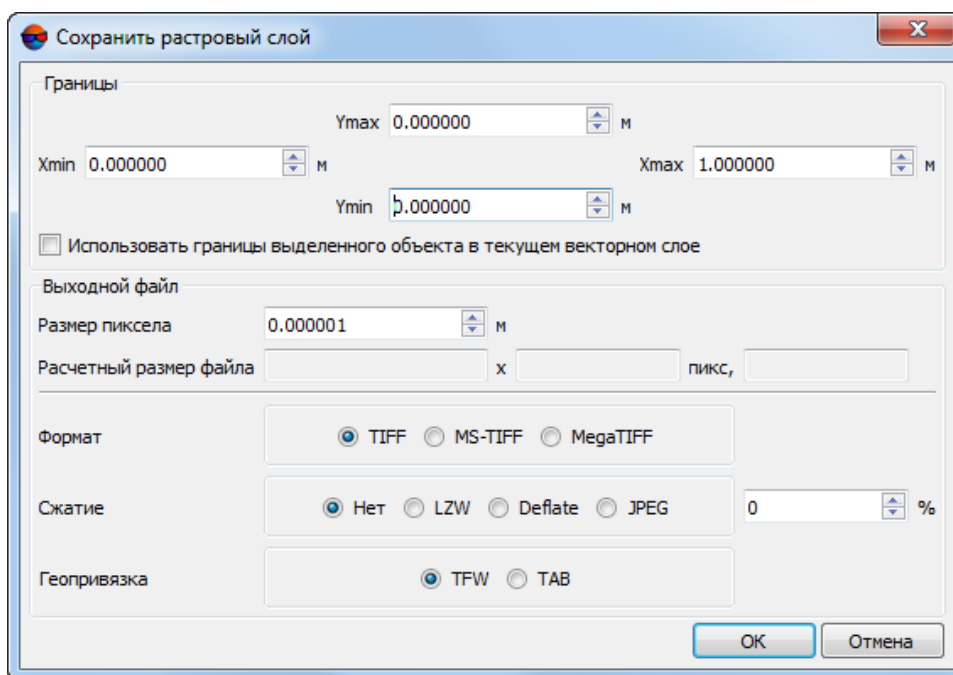 Сохранить растровый слой
Границы
Ymax 0.000000 м
Xmin 0.000000 м Xmax 1.000000 м
Ymin 0.000000 м
Использовать границы выделенного объекта в текущем векторном слое
Выходной файл
Размер пиксела 0.000001 м
Расчетный размер файла x пикс,
Формат TIFF MS-TIFF MegaTIFF
Сжатие Нет LZW Deflate JPEG 0 %
Геопривязка TFW TAB
OK Отмена